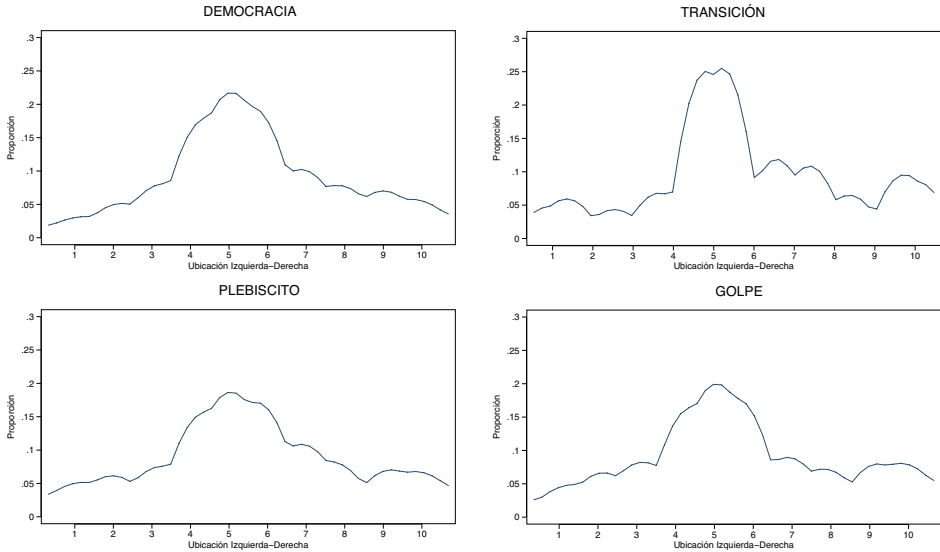 DEMOCRACIA
.3
.25
.2
.15
.1
.05
0
Proporción
1 2 3 4 5 6 7 8 9 10
Ubicación Izquierda–Derecha
TRANSICIÓN
.3
.25
.2
.15
.1
.05
0
Proporción
1 2 3 4 5 6 7 8 9 10
Ubicación Izquierda–Derecha
PLEBISCITO
.3
.25
.2
.15
.1
.05
0
Proporción
1 2 3 4 5 6 7 8 9 10
Ubicación Izquierda–Derecha
GOLPE
.3
.25
.2
.15
.1
.05
0
Proporción
1 2 3 4 5 6 7 8 9 10
Ubicación Izquierda–Derecha